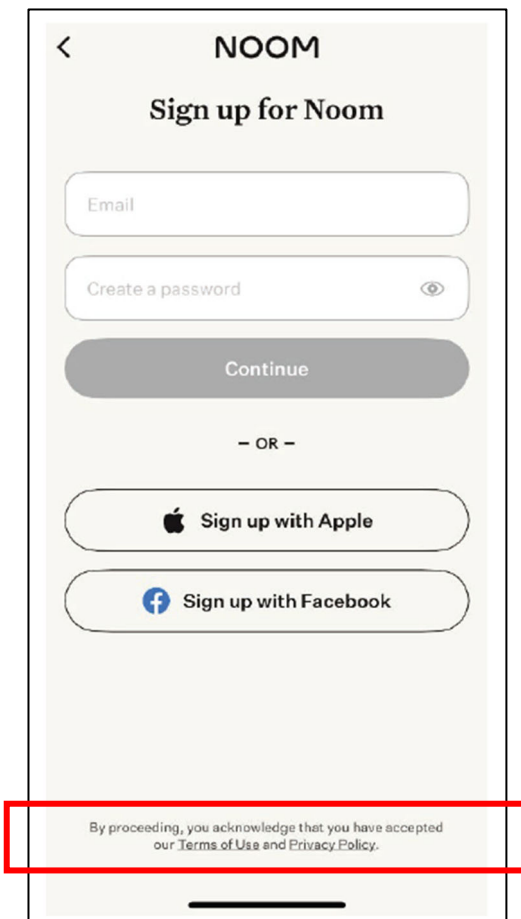 NOOM
Sign up for Noom
Email
Create a password
Continue
– OR –
Sign up with Apple
Sign up with Facebook
By proceeding, you acknowledge that you have accepted
our Terms of Use and Privacy Policy.